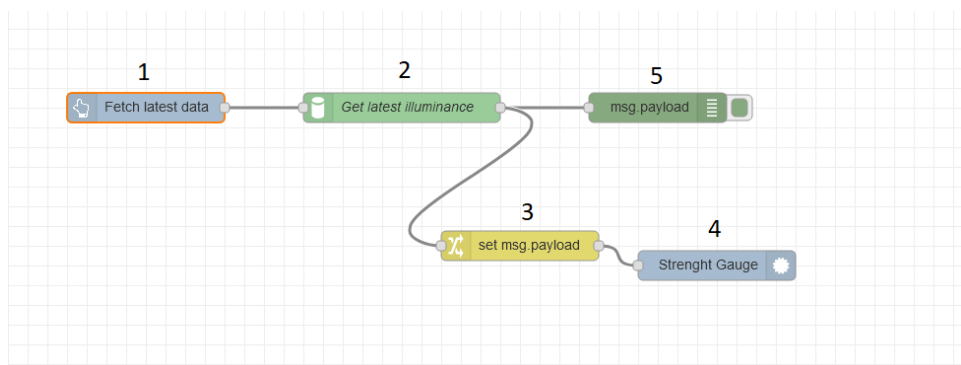 1
2
5
Fetch latest data
Get latest illuminance
msg.payload
3
4
set msg.payload
Strenght Gauge